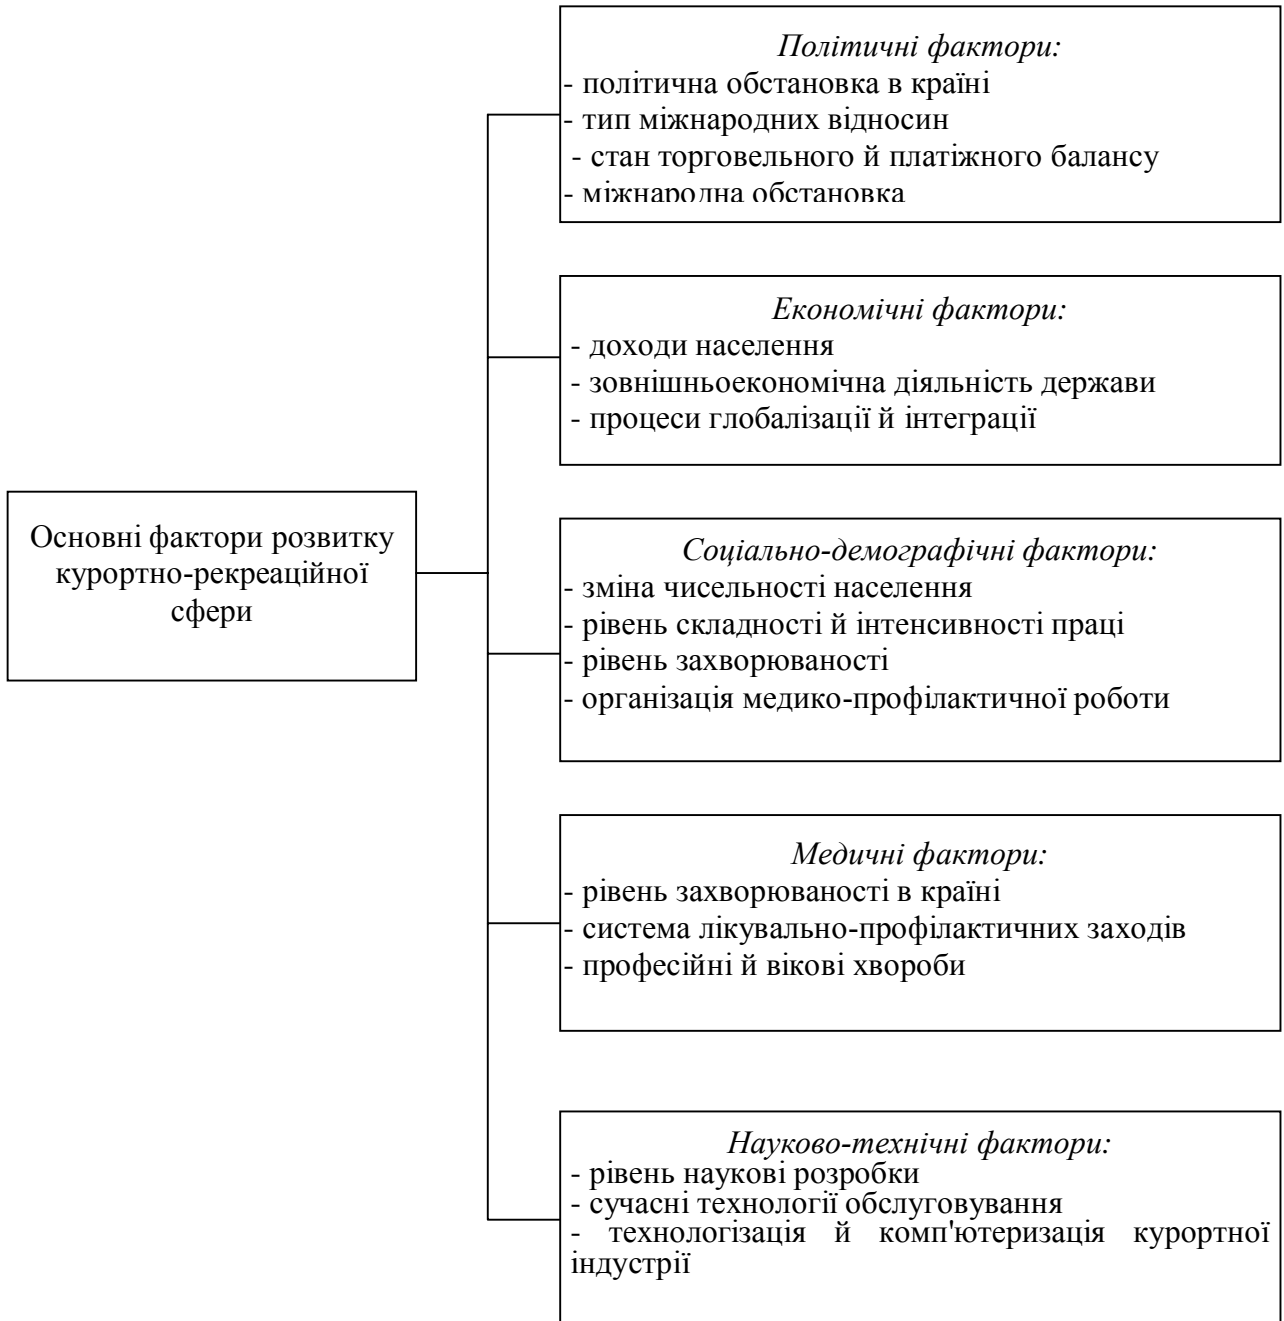 Політичні фактори:
- політична обстановка в країні
- тип міжнародних відносин
- стан торговельного й платіжного балансу
- міжнародна обстановка
Економічні фактори:
- доходи населення
- зовнішньоекономічна діяльність держави
- процеси глобалізації й інтеграції
Основні фактори розвитку
курортно-рекреаційної
сфери
Соціально-демографічні фактори:
- зміна чисельності населення
- рівень складності й інтенсивності праці
- рівень захворюваності
- організація медико-профілактичної роботи
Медичні фактори:
- рівень захворюваності в країні
- система лікувально-профілактичних заходів
- професійні й вікові хвороби
Науково-технічні фактори:
- рівень наукові розробки
- сучасні технології обслуговування
- технологізація й комп'ютеризація курортної
індустрії